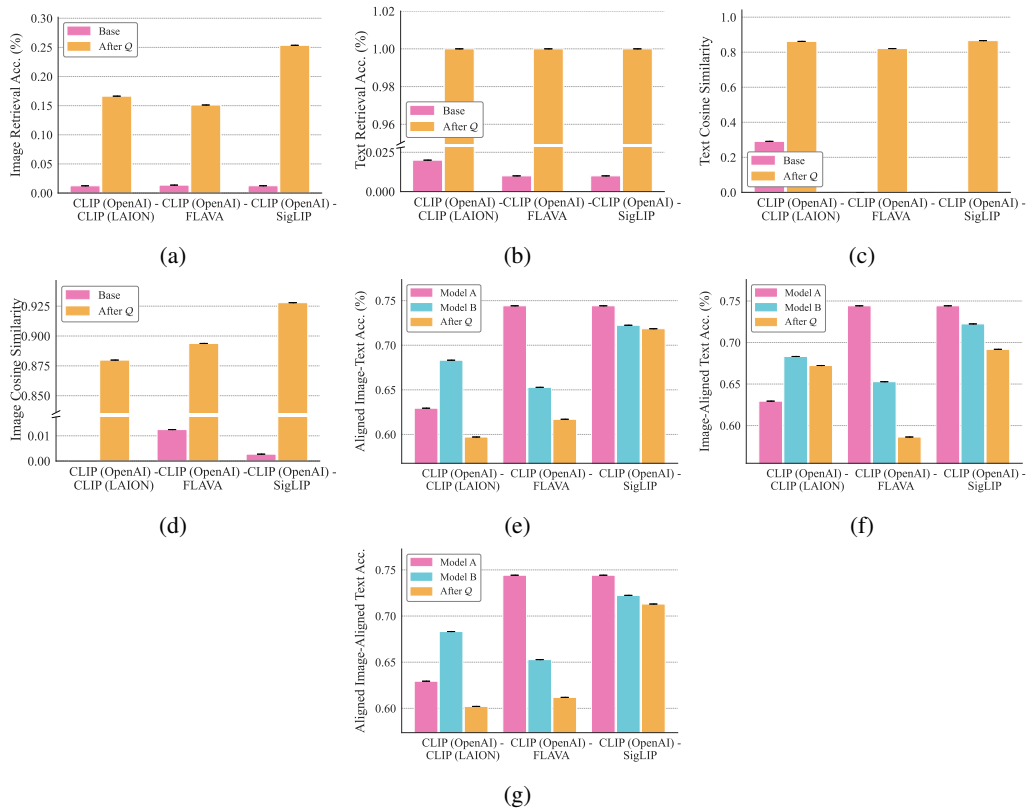 Image Retrieval Acc. (%)
0.30
0.25
0.20
0.15
0.10
0.05
0.00
Base
After Q
CLIP (OpenAI) - CLIP (OpenAI) - CLIP (OpenAI) -
CLIP (LAION) FLAVA SigLIP
(a)
Text Retrieval Acc. (%)
1.02
1.00
0.98
0.96
0.025
0.000
Base
After Q
CLIP (OpenAI) - CLIP (OpenAI) - CLIP (OpenAI) -
CLIP (LAION) FLAVA SigLIP
(b)
Text Cosine Similarity
1.0
0.8
0.6
0.4
0.2
0.0
Base
After Q
CLIP (OpenAI) - CLIP (OpenAI) - CLIP (OpenAI) -
CLIP (LAION) FLAVA SigLIP
(c)
Image Cosine Similarity
0.925
0.900
0.875
0.850
0.01
0.00
Base
After Q
CLIP (OpenAI) - CLIP (OpenAI) - CLIP (OpenAI) -
CLIP (LAION) FLAVA SigLIP
(d)
Aligned Image-Text Acc. (%)
0.75
0.70
0.65
0.60
Model A
Model B
After Q
CLIP (OpenAI) - CLIP (OpenAI) - CLIP (OpenAI) -
CLIP (LAION) FLAVA SigLIP
(e)
Image-Aligned Text Acc. (%)
0.75
0.70
0.65
0.60
Model A
Model B
After Q
CLIP (OpenAI) - CLIP (OpenAI) - CLIP (OpenAI) -
CLIP (LAION) FLAVA SigLIP
(f)
Aligned Image-Aligned Text Acc.
0.75
0.70
0.65
0.60
Model A
Model B
After Q
CLIP (OpenAI) - CLIP (OpenAI) - CLIP (OpenAI) -
CLIP (LAION) FLAVA SigLIP
(g)